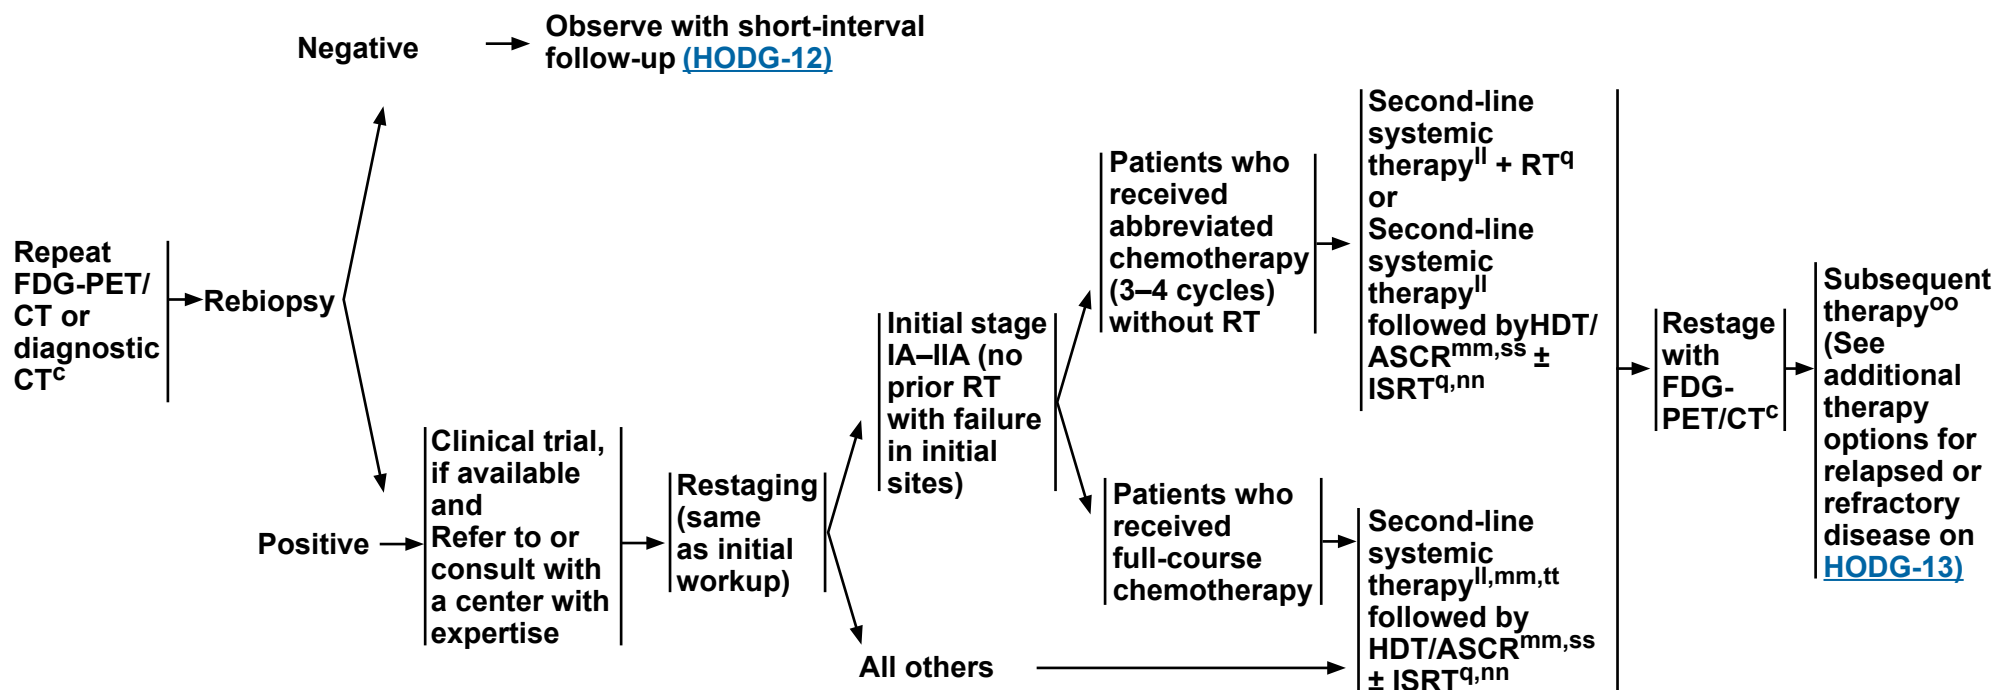 Negative
Observe with short-interval
follow-up (HODG-12)
Repeat
FDG-PET/
CT or
diagnostic
CTc
Rebiopsy
Positive
Clinical trial,
if available
and
Refer to or
consult with
a center with
expertise
Restaging
(same
as initial
workup)
Initial stage
IA–IIA (no
prior RT
with failure
in initial
sites)
All others
Patients who
received
abbreviated
chemotherapy
(3–4 cycles)
without RT
Patients who
received
full-course
chemotherapy
Second-line
systemic
therapyll + RTq
or
Second-line
systemic
therapyll
followed byHDT/
ASCRmm,ss ±
ISRTq,nn
Second-line
systemic
therapyll,mm,tt
followed by
HDT/ASCRmm,ss
± ISRTq,nn
Restage
with
FDG-
PET/CTc
Subsequent
therapyoo
(See
additional
therapy
options for
relapsed or
refractory
disease on
HODG-13)